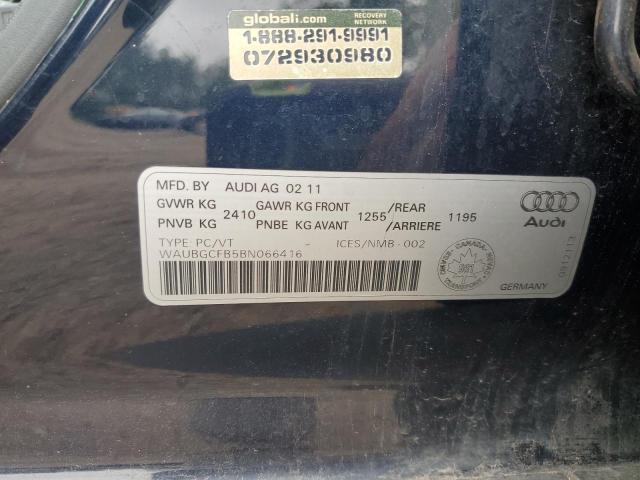 globali.com RECOVERY NETWORK
1-888-291-9991
072930980
MFD. BY AUDI AG 02 11
GVWR KG 2410 GAWR KG FRONT 1255 /REAR 1195
PNVB KG PNBE KG AVANT /ARRIERE
TYPE: PC/VT - ICES/NMB-002
WAUBGCFB5BN066416
Audi
CANADA
TRANSPORT
GERMANY